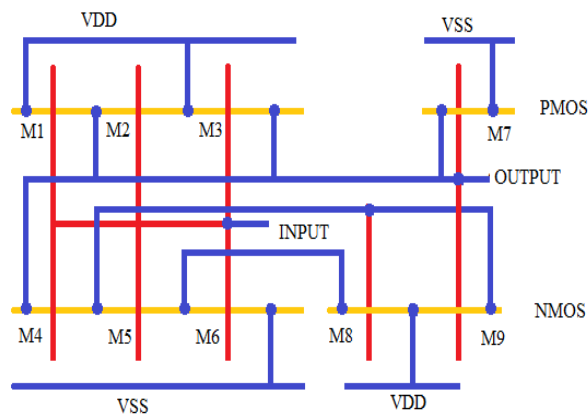 VDD
VSS
M1
M2
M3
M7
PMOS
OUTPUT
INPUT
M4
M5
M6
M8
M9
NMOS
VSS
VDD